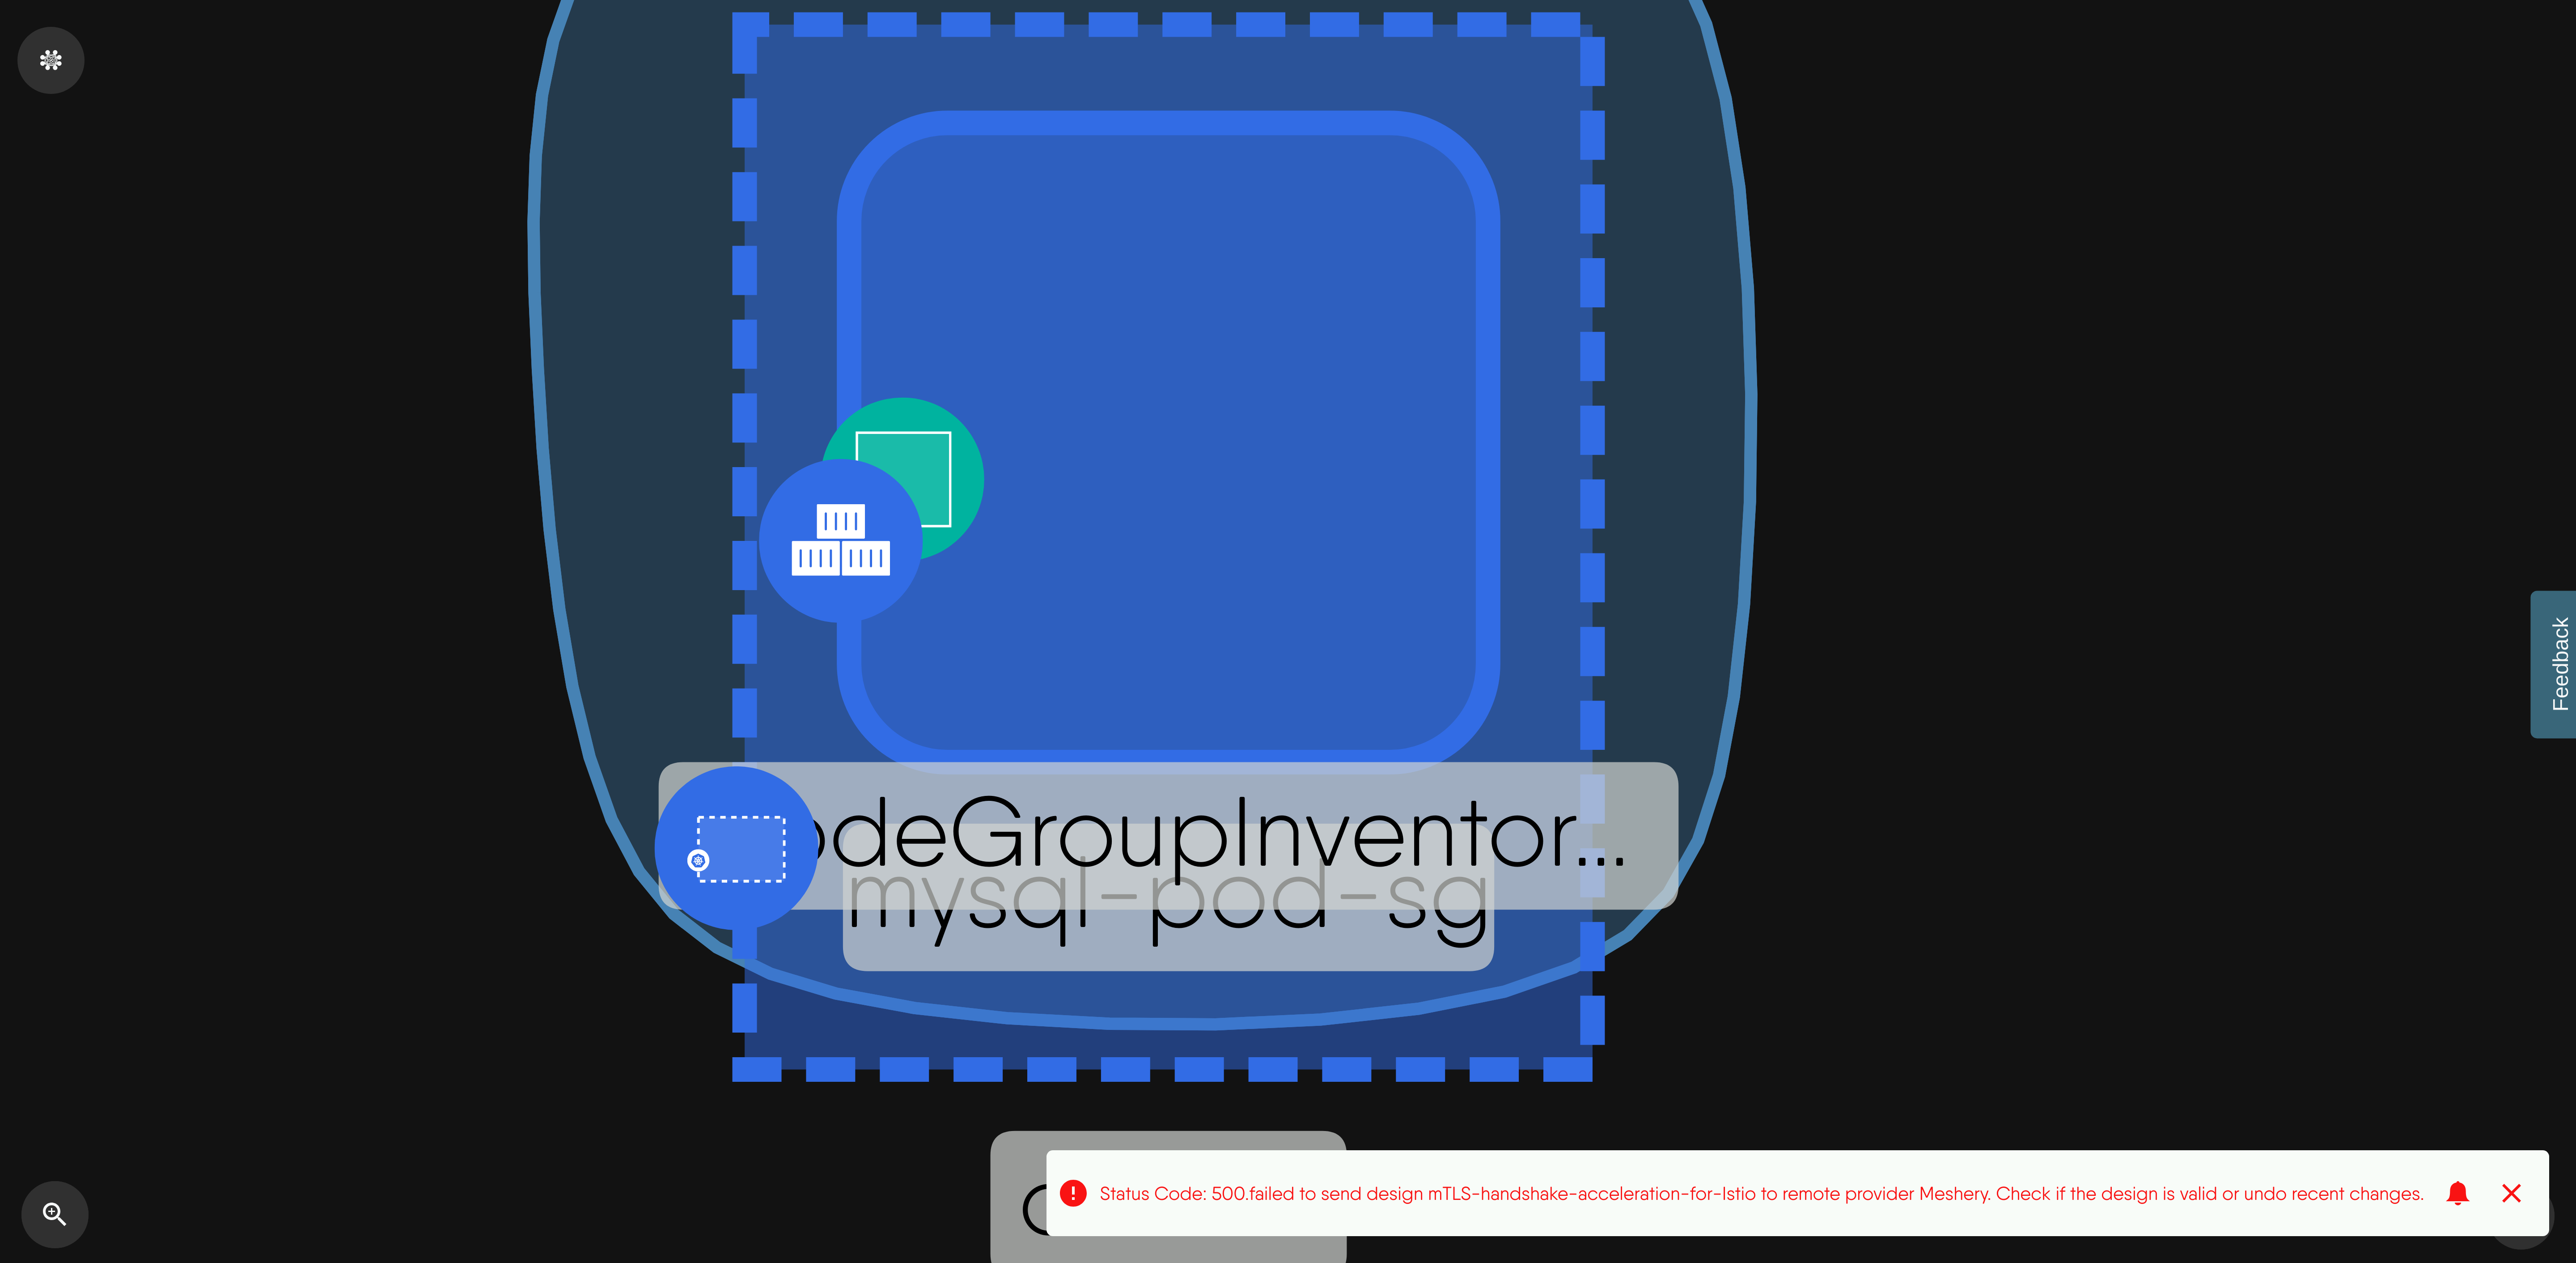 odeGroupInventor...
mysql-pod-sg
Feedback
Status Code: 500.failed to send design mTLS-handshake-acceleration-for-Istio to remote provider Meshery. Check if the design is valid or undo recent changes.